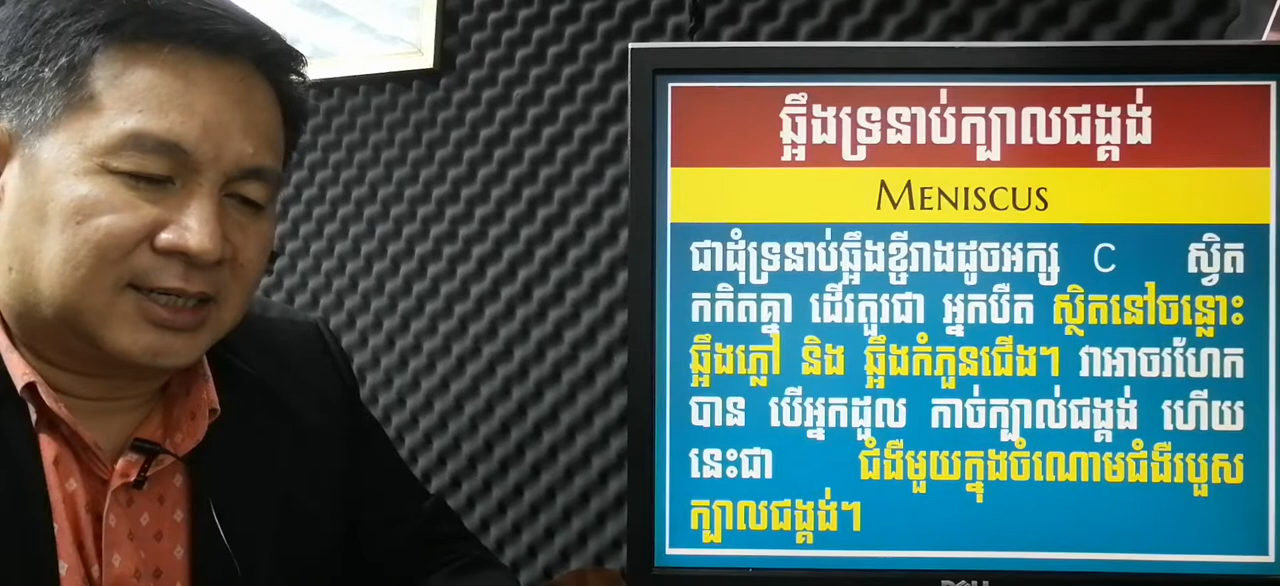 ឆ្អឹងទ្រនាប់ក្បាលជង្គង់
MENISCUS
ជាដុំទ្រនាប់ឆ្អឹងខ្ចីរាងដូចអក្ស C ស្វិត
កកិតគ្នា ដើរតួរជា អ្នកបឺត ស្ថិតនៅចន្លោះ
ឆ្អឹងភ្លៅ និង ឆ្អឹងកំភួនជើង។ វាអាចរហែក
បាន បើអ្នកដួល កាច់ក្បាល់ជង្គង់ ហើយ
នេះជា ជំងឺមួយក្នុងចំណោមជំងឺរបួស
ក្បាលជង្គង់។